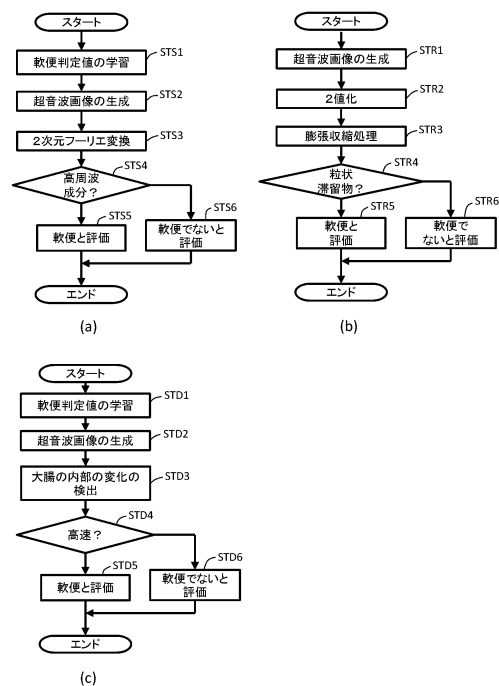 スタート
軟便判定値の学習
STS1
超音波画像の生成
STS2
2次元フーリエ変換
STS3
高周波
成分?
STS4
軟便と評価
STS5
軟便でないと
評価
STS6
エンド
(a)
スタート
超音波画像の生成
STR1
2値化
STR2
膨張収縮処理
STR3
粒状
滞留物?
STR4
軟便と
評価
STR5
軟便で
ないと評価
STR6
エンド
(b)
スタート
軟便判定値の学習
STD1
超音波画像の生成
STD2
大腸の内部の変化の
検出
STD3
高速?
STD4
軟便と評価
STD5
軟便でないと
評価
STD6
エンド
(c)